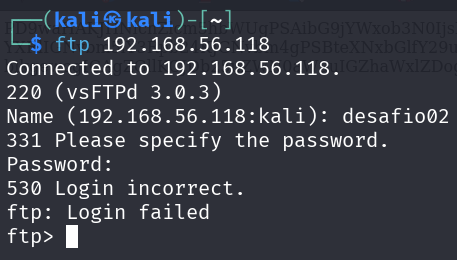 ┌──(kali㉿kali)-[~]
└─$ ftp 192.168.56.118
Connected to 192.168.56.118.
220 (vsFTPd 3.0.3)
Name (192.168.56.118:kali): desafio02
331 Please specify the password.
Password:
530 Login incorrect.
ftp: Login failed
ftp>